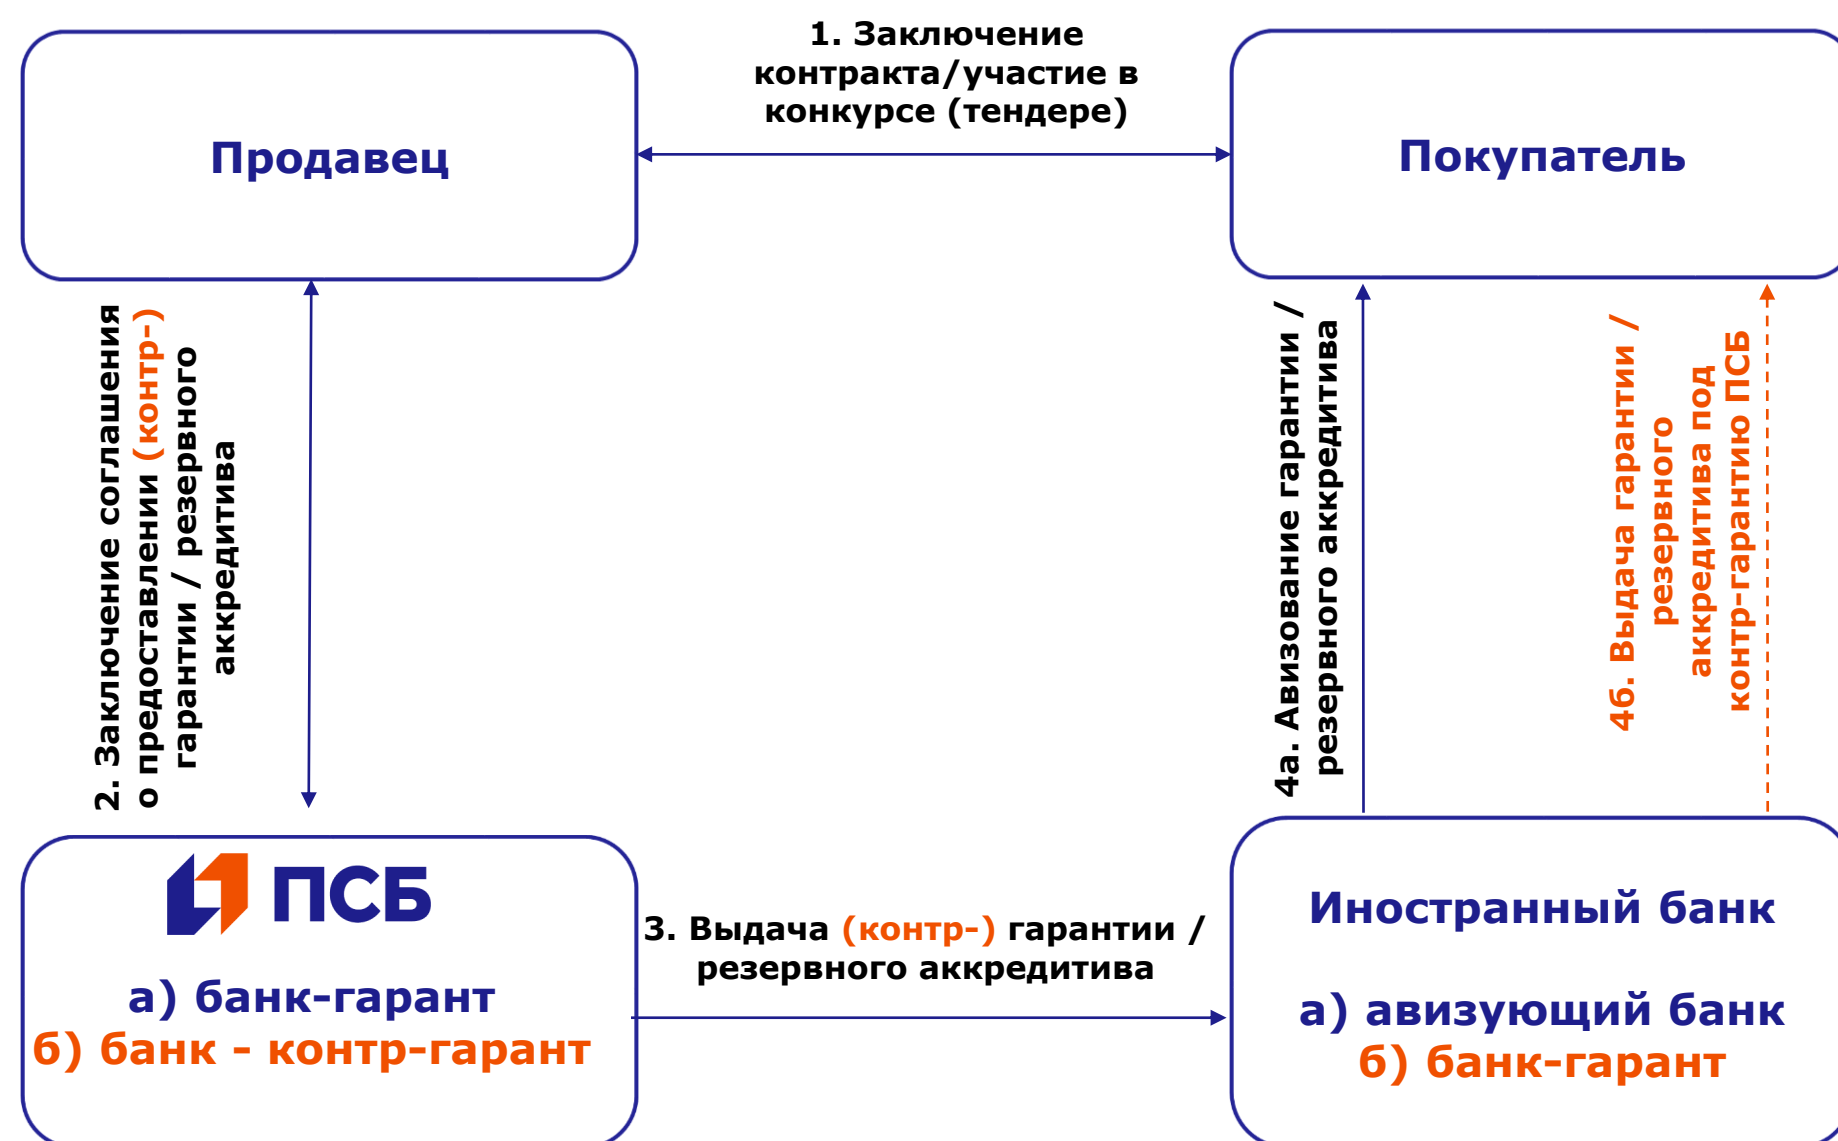 1. Заключение
контракта/участие в
конкурсе (тендере)
Продавец
Покупатель
2. Заключение соглашения
о предоставлении (контр-)
гарантии / резервного
аккредитива
4а. Авизование гарантии /
резервного аккредитива
4б. Выдача гарантии /
резервного
аккредитива под
контр-гарантию ПСБ
ПСБ
а) банк-гарант
б) банк - контр-гарант
3. Выдача (контр-) гарантии /
резервного аккредитива
Иностранный банк
а) авизующий банк
б) банк-гарант